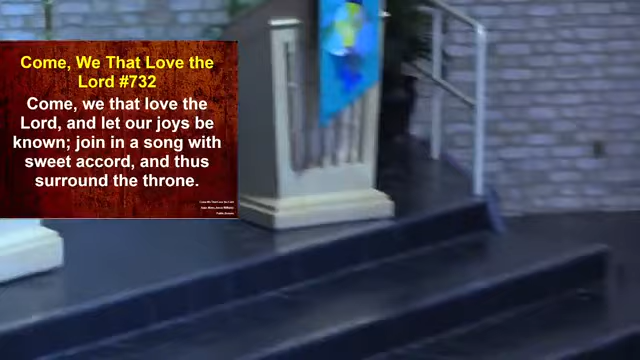 Come, We That Love the
Lord #732
Come, we that love the
Lord, and let our joys be
known; join in a song with
sweet accord, and thus
surround the throne.